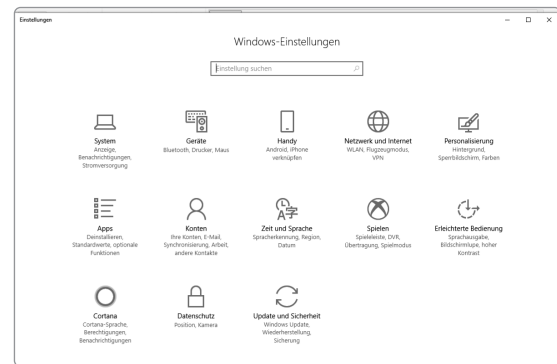 Einstellungen
Windows-Einstellungen
Einstellung suchen
System
Anzeige,
Benachrichtigungen,
Stromversorgung
Geräte
Bluetooth, Drucker, Maus
Handy
Android, iPhone
verknüpfen
Netzwerk und Internet
WLAN, Flugzeugmodus,
VPN
Personalisierung
Hintergrund,
Sperrbildschirm, Farben
Apps
Deinstallieren,
Standardwerte, optionale
Funktionen
Konten
Ihre Konten, E-Mail,
Synchronisierung, Arbeit,
andere Kontakte
Zeit und Sprache
Spracherkennung, Region,
Datum
Spielen
Spieleleiste, DVR,
Übertragung, Spielmodus
Erleichterte Bedienung
Sprachausgabe,
Bildschirmlupe, hoher
Kontrast
Cortana
Cortana-Sprache,
Berechtigungen,
Benachrichtigungen
Datenschutz
Position, Kamera
Update und Sicherheit
Windows Update,
Wiederherstellung,
Sicherung